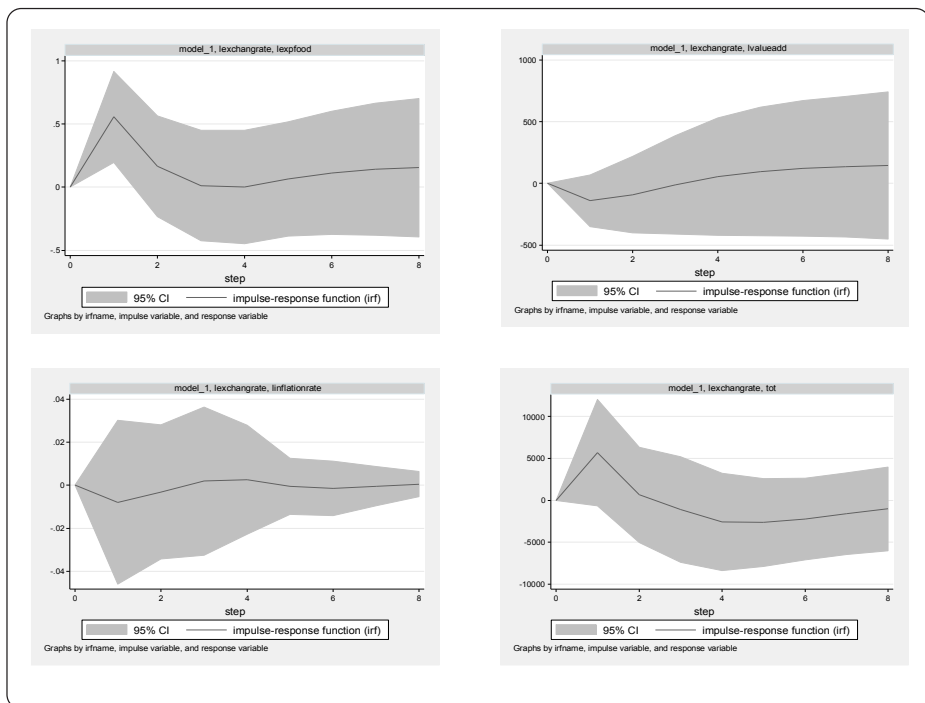 model_1, lexchangrate, lexpfood
1
.5
0
-.5
0 2 4 6 8
step
95% CI impulse-response function (irf)
Graphs by irfname, impulse variable, and response variable
model_1, lexchangrate, lvalueadd
1000
500
0
-500
0 2 4 6 8
step
95% CI impulse-response function (irf)
Graphs by irfname, impulse variable, and response variable
model_1, lexchangrate, linflationrate
.04
.02
0
-.02
-.04
0 2 4 6 8
step
95% CI impulse-response function (irf)
Graphs by irfname, impulse variable, and response variable
model_1, lexchangrate, tot
10000
5000
0
-5000
-10000
0 2 4 6 8
step
95% CI impulse-response function (irf)
Graphs by irfname, impulse variable, and response variable